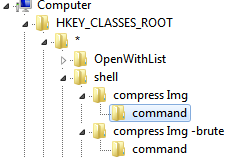 Computer
HKEY_CLASSES_ROOT
*
OpenWithList
shell
compress Img
command
compress Img -brute
command